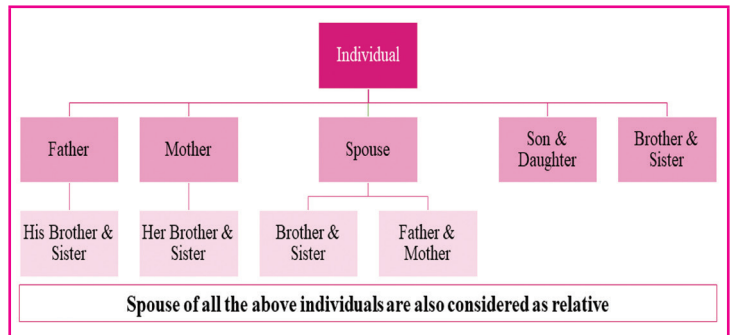 Individual
Father
Mother
Spouse
Son &
Daughter
Brother &
Sister
His Brother &
Sister
Her Brother &
Sister
Brother &
Sister
Father &
Mother
Spouse of all the above individuals are also considered as relative